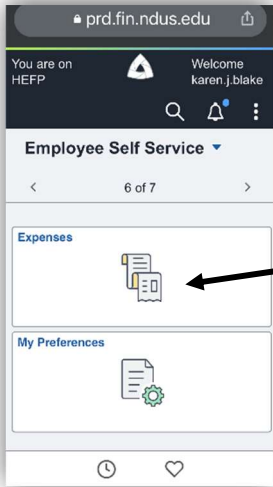 prd.fin.ndus.edu
You are on
HEFP
Welcome
karen.j.blake
Employee Self Service
6 of 7
Expenses
My Preferences